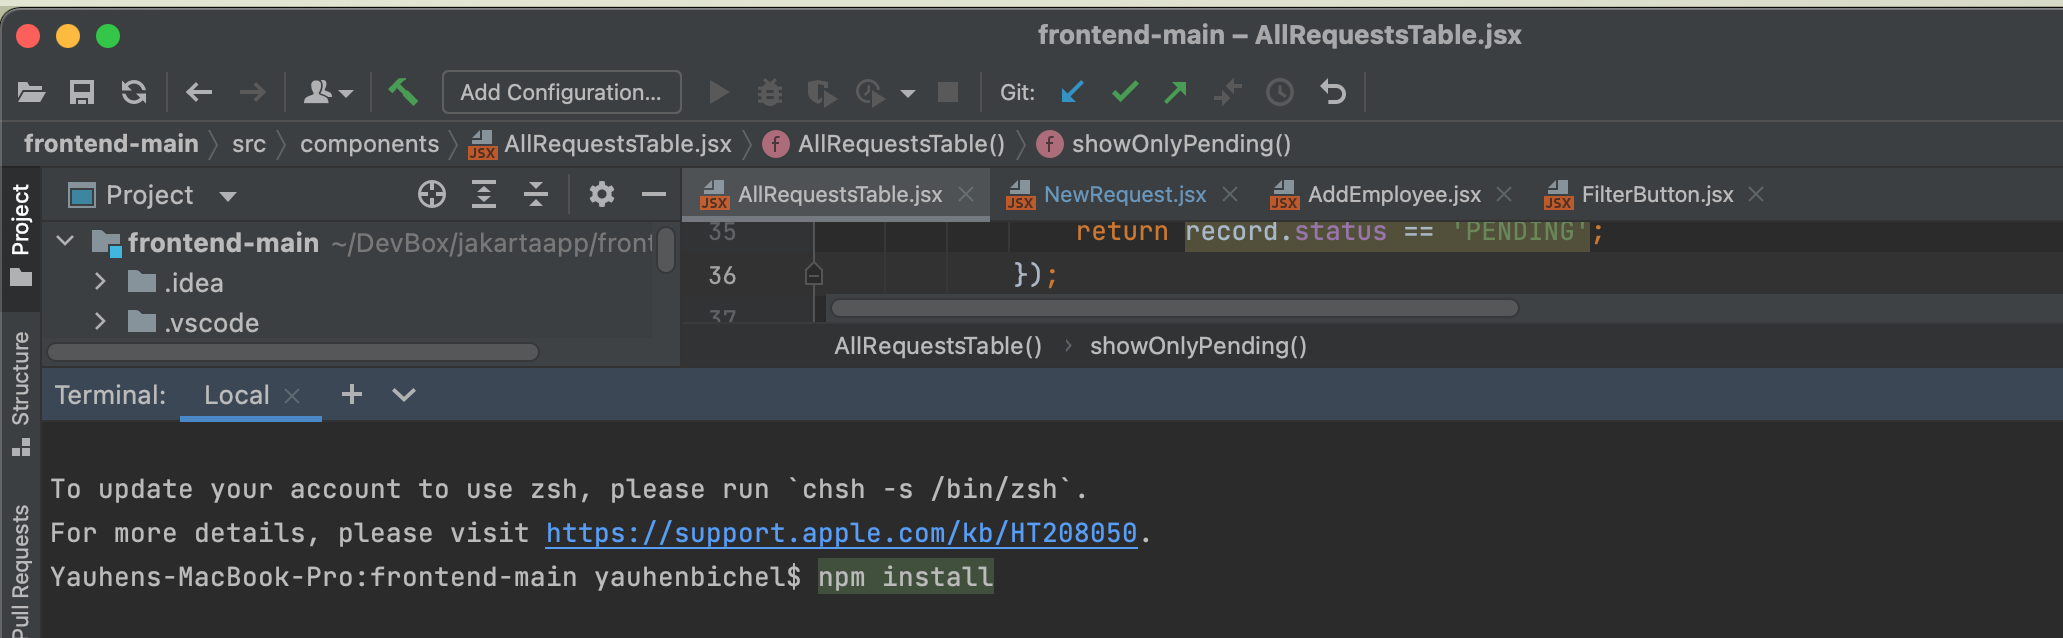 frontend-main – AllRequestsTable.jsx
Add Configuration... Git:
frontend-main src components JSX AllRequestsTable.jsx f AllRequestsTable() f showOnlyPending()
Project
Project
JSX AllRequestsTable.jsx JSX NewRequest.jsx JSX AddEmployee.jsx JSX FilterButton.jsx
frontend-main ~/DevBox/jakartaapp/front
.idea
.vscode
35 return record.status == 'PENDING';
36 });
37
AllRequestsTable() › showOnlyPending()
Structure
Pull Requests
Terminal: Local
To update your account to use zsh, please run `chsh -s /bin/zsh`.
For more details, please visit https://support.apple.com/kb/HT208050.
Yauhens-MacBook-Pro:frontend-main yauhenbichel$ npm install